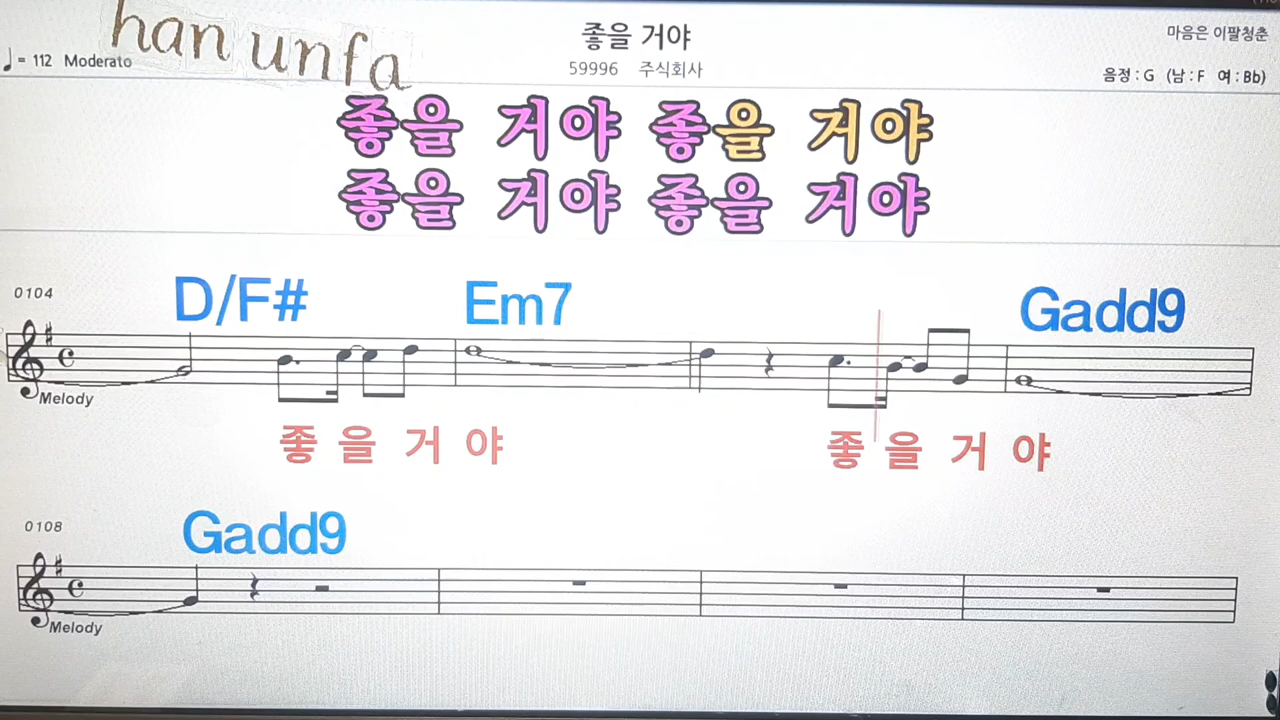 han unfa
좋을 거야
마음은 이팔청춘
♩= 112 Moderato
59996 주식회사
음정 : G (남 : F 여 : Bb)
좋을 거야 좋을 거야
좋을 거야 좋을 거야
0104
D/F# Em7 Gadd9
Melody
좋 을 거 야 좋 을 거 야
0108
Gadd9
Melody